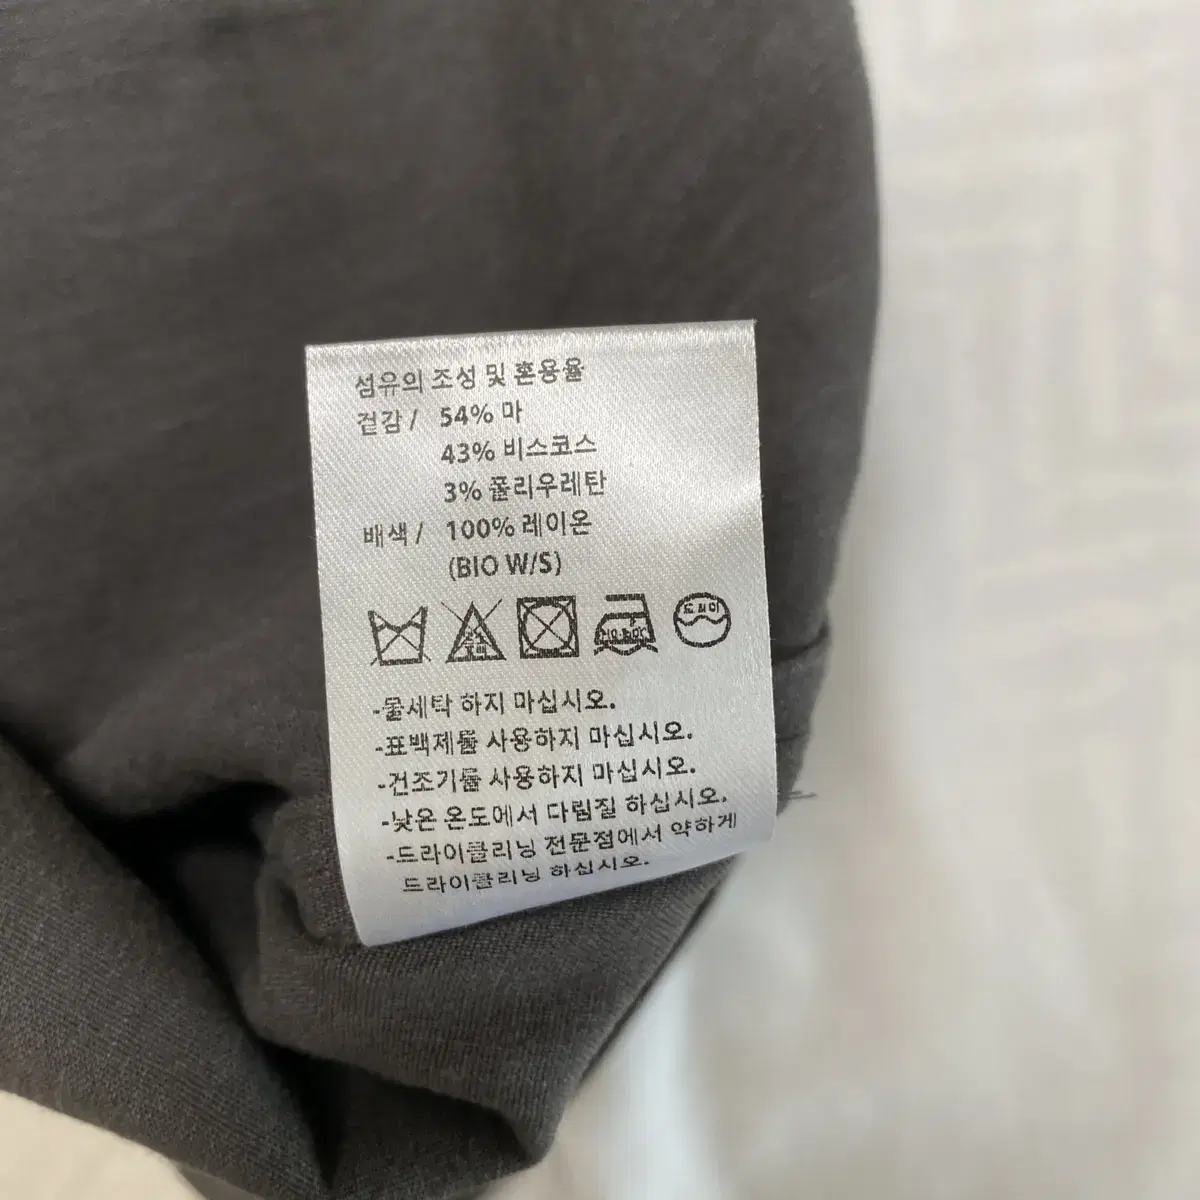 섬유의 조성 및 혼용율
겉감 / 54% 마
43% 비스코스
3% 폴리우레탄
배색 / 100% 레이온
(BIO W/S)
드라이
-물세탁 하지 마십시오.
-표백제를 사용하지 마십시오.
-건조기를 사용하지 마십시오.
-낮은 온도에서 다림질 하십시오.
-드라이클리닝 전문점에서 약하게
드라이클리닝 하십시오.